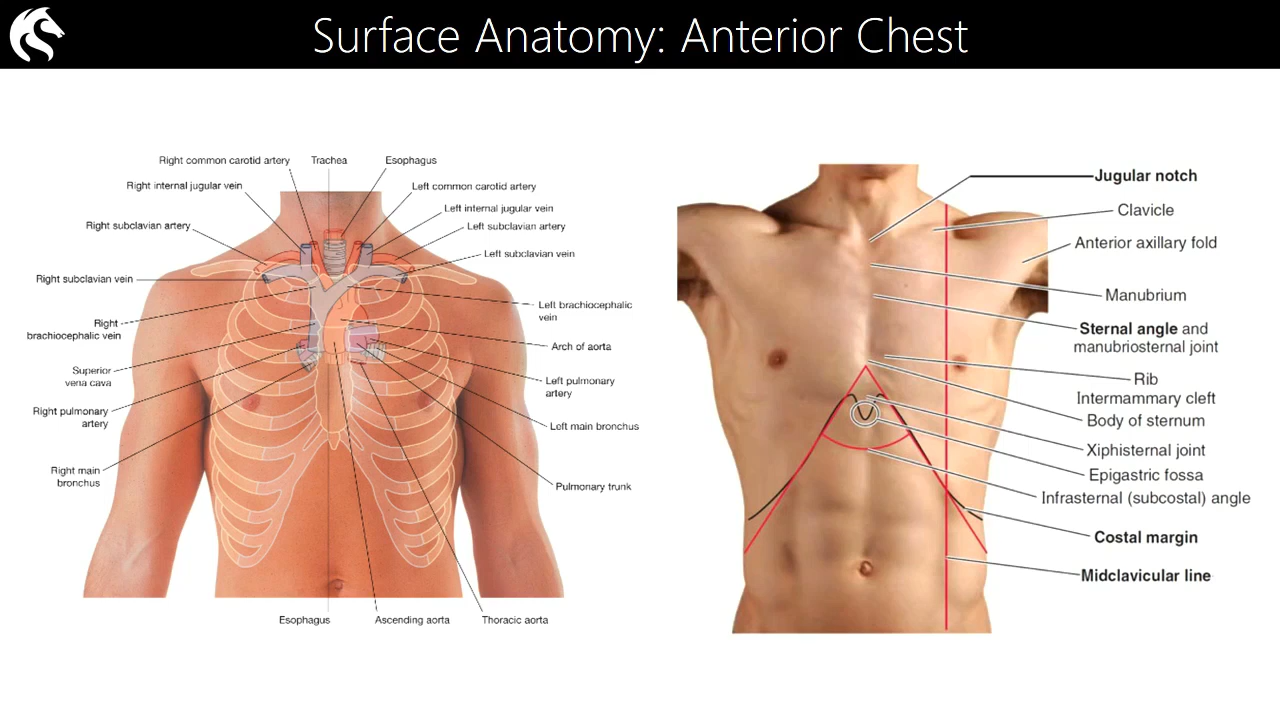 Surface Anatomy: Anterior Chest
Right common carotid artery
Trachea
Esophagus
Right internal jugular vein
Left common carotid artery
Left internal jugular vein
Right subclavian artery
Left subclavian artery
Left subclavian vein
Right subclavian vein
Left brachiocephalic
vein
Right
brachiocephalic vein
Arch of aorta
Superior
vena cava
Left pulmonary
artery
Right pulmonary
artery
Left main bronchus
Right main
bronchus
Pulmonary trunk
Esophagus
Ascending aorta
Thoracic aorta
Jugular notch
Clavicle
Anterior axillary fold
Manubrium
Sternal angle and
manubriosternal joint
Rib
Intermammary cleft
Body of sternum
Xiphisternal joint
Epigastric fossa
Infrasternal (subcostal) angle
Costal margin
Midclavicular line